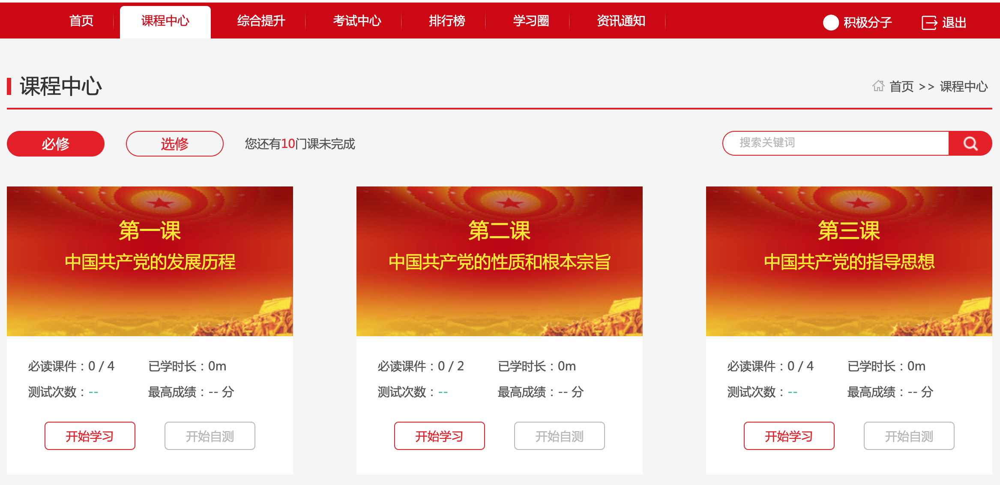 首页 课程中心 综合提升 考试中心 排行榜 学习圈 资讯通知 积极分子 退出
课程中心
首页 >> 课程中心
必修 选修 您还有10门课未完成 搜索关键词
第一课
中国共产党的发展历程
必读课件：0 / 4 已学时长：0m
测试次数：-- 最高成绩：-- 分
开始学习 开始自测
第二课
中国共产党的性质和根本宗旨
必读课件：0 / 2 已学时长：0m
测试次数：-- 最高成绩：-- 分
开始学习 开始自测
第三课
中国共产党的指导思想
必读课件：0 / 4 已学时长：0m
测试次数：-- 最高成绩：-- 分
开始学习 开始自测